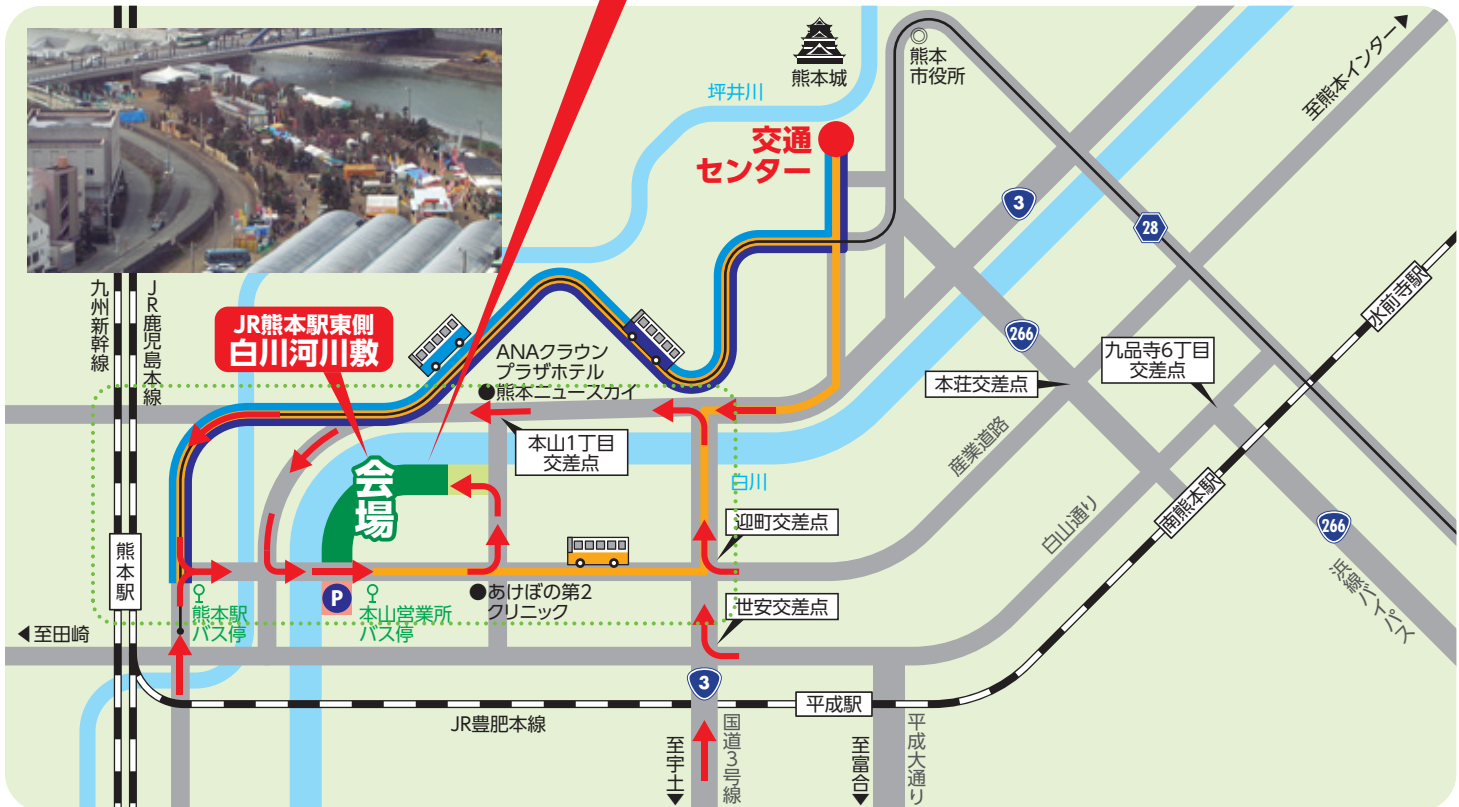 熊本城
◎
熊本
市役所
至熊本インター
坪井川
交通
センター
3
28
水前寺駅
九州新幹線
JR鹿児島本線
JR熊本駅東側
白川河川敷
ANAクラウン
プラザホテル
熊本ニュースカイ
266
九品寺6丁目
交差点
本荘交差点
本山1丁目
交差点
産業道路
会場
白川
迎町交差点
白山通り
南熊本駅
266
浜線バイパス
熊本駅
P
熊本駅
バス停
本山営業所
バス停
あけぼの第2
クリニック
世安交差点
至田崎
3
平成駅
JR豊肥本線
至宇土
国道3号線
至富合
平成大通り